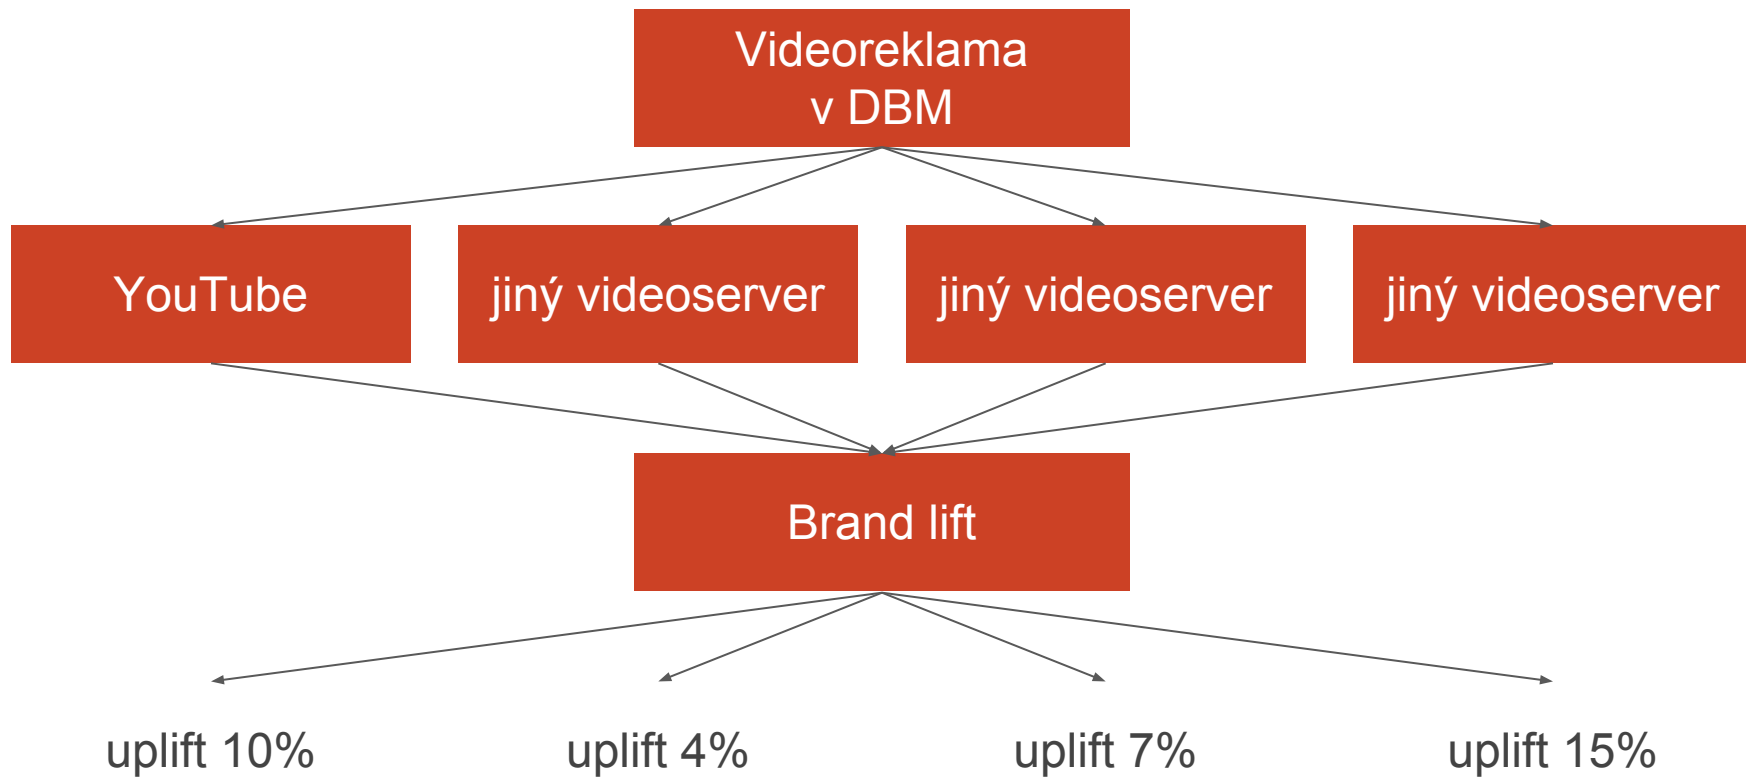 Videoreklama
v DBM
YouTube
jiný videoserver
jiný videoserver
jiný videoserver
Brand lift
uplift 10%
uplift 4%
uplift 7%
uplift 15%